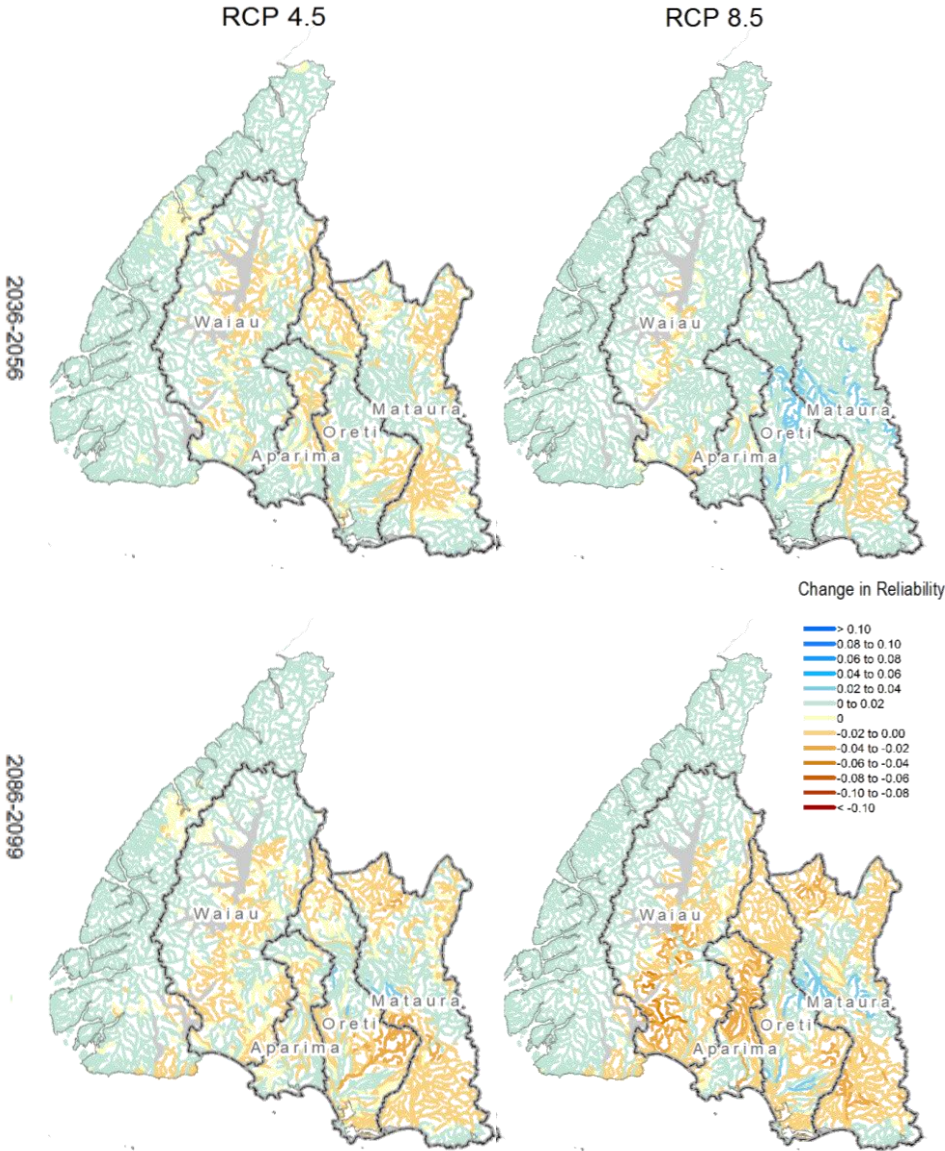 RCP 4.5
RCP 8.5
2036-2056
Waiau
Mataura
Oreti
Aparima
Waiau
Mataura
Oreti
Aparima
Change in Reliability
> 0.10
0.08 to 0.10
0.06 to 0.08
0.04 to 0.06
0.02 to 0.04
0 to 0.02
0
-0.02 to 0.00
-0.04 to -0.02
-0.06 to -0.04
-0.08 to -0.06
-0.10 to -0.08
< -0.10
2086-2099
Waiau
Mataura
Oreti
Aparima
Waiau
Mataura
Oreti
Aparima